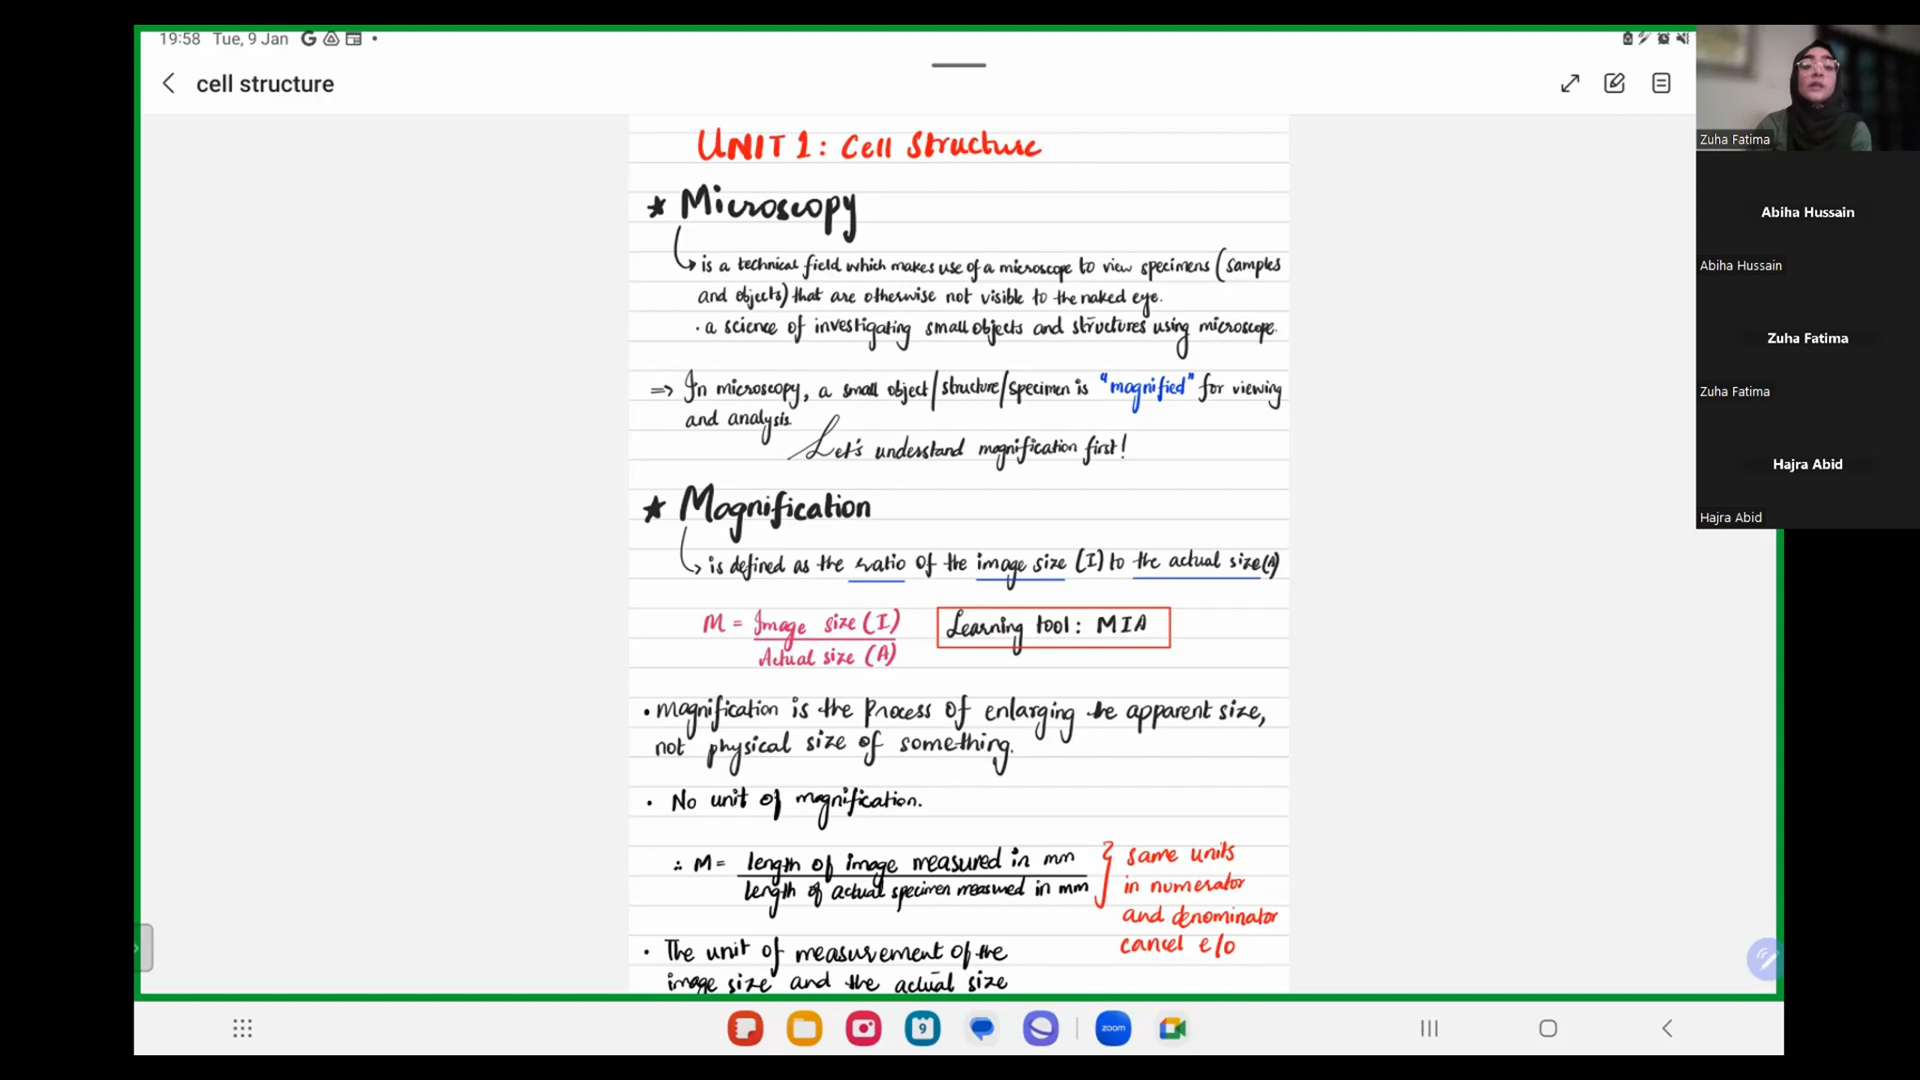 19:58 Tue, 9 Jan
cell structure
UNIT 1: Cell Structure
★ Microscopy
↳ is a technical field which makes use of a microscope to view specimens (samples
and objects) that are otherwise not visible to the naked eye.
· a science of investigating small objects and structures using microscope.
⇒ In microscopy, a small object/structure/specimen is "magnified" for viewing
and analysis.
Let's understand magnification first!
★ Magnification
↳ is defined as the ratio of the image size (I) to the actual size (A)
M = Image size (I)
Actual size (A)
Learning tool: MIA
• magnification is the process of enlarging the apparent size,
not physical size of something.
• No unit of magnification.
∴ M = length of image measured in mm
length of actual specimen measured in mm
same units
in numerator
and denominator
cancel e/o
• The unit of measurement of the
image size and the actual size
Zuha Fatima
Abiha Hussain
Abiha Hussain
Zuha Fatima
Zuha Fatima
Hajra Abid
Hajra Abid
9
zoom